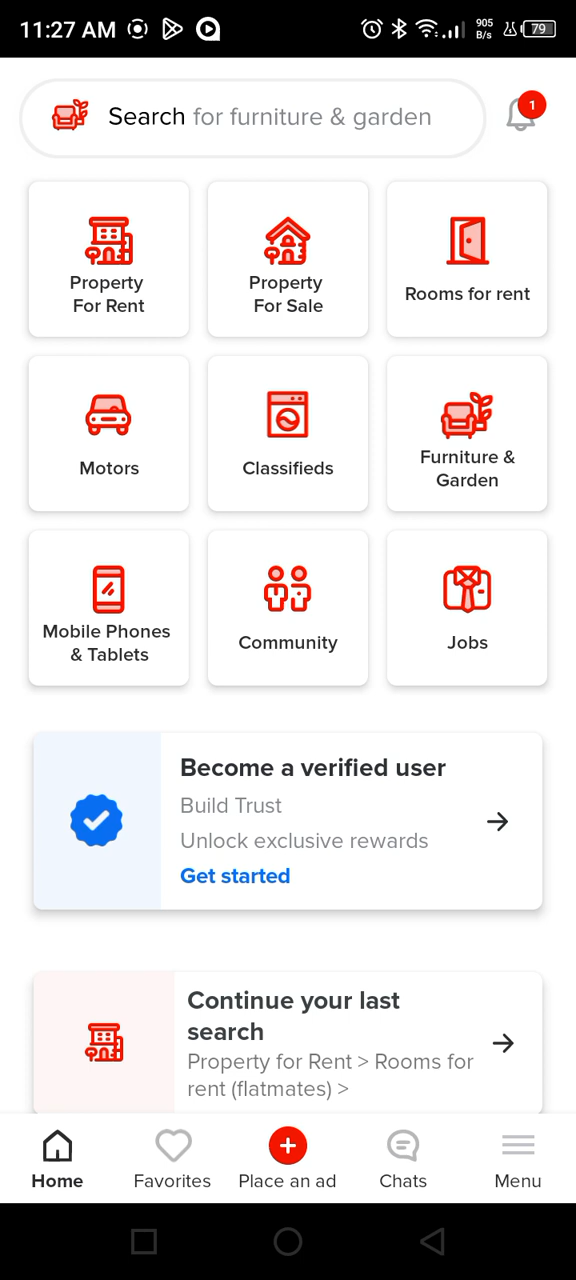 11:27 AM
905
B/s
79
Search for furniture & garden
1
Property
For Rent
Property
For Sale
Rooms for rent
Motors
Classifieds
Furniture &
Garden
Mobile Phones
& Tablets
Community
Jobs
Become a verified user
Build Trust
Unlock exclusive rewards
Get started
Continue your last
search
Property for Rent > Rooms for
rent (flatmates) >
Home
Favorites
Place an ad
Chats
Menu